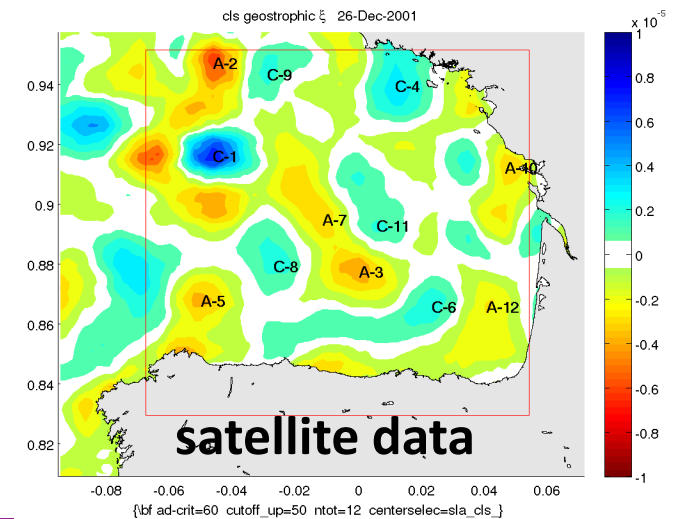 cls geostrophic ξ 26-Dec-2001
x 10⁻⁵
1
0.8
0.6
0.4
0.2
0
-0.2
-0.4
-0.6
-0.8
-1
0.94
0.92
0.9
0.88
0.86
0.84
0.82
A-2
C-9
C-4
C-1
A-10
A-7
C-11
C-8
A-3
A-5
C-6
A-12
satellite data
-0.08 -0.06 -0.04 -0.02 0 0.02 0.04 0.06
{\bf ad-crit=60 cutoff_up=50 ntot=12 centerselec=sla_cls_}